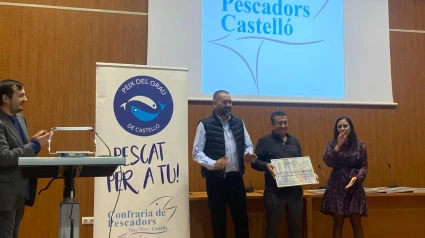 Pescadors
Castelló
PEIX DEL GRAU
DE CASTELLÓ
PESCAT
PER A TU!
Confraria de
Pescadors